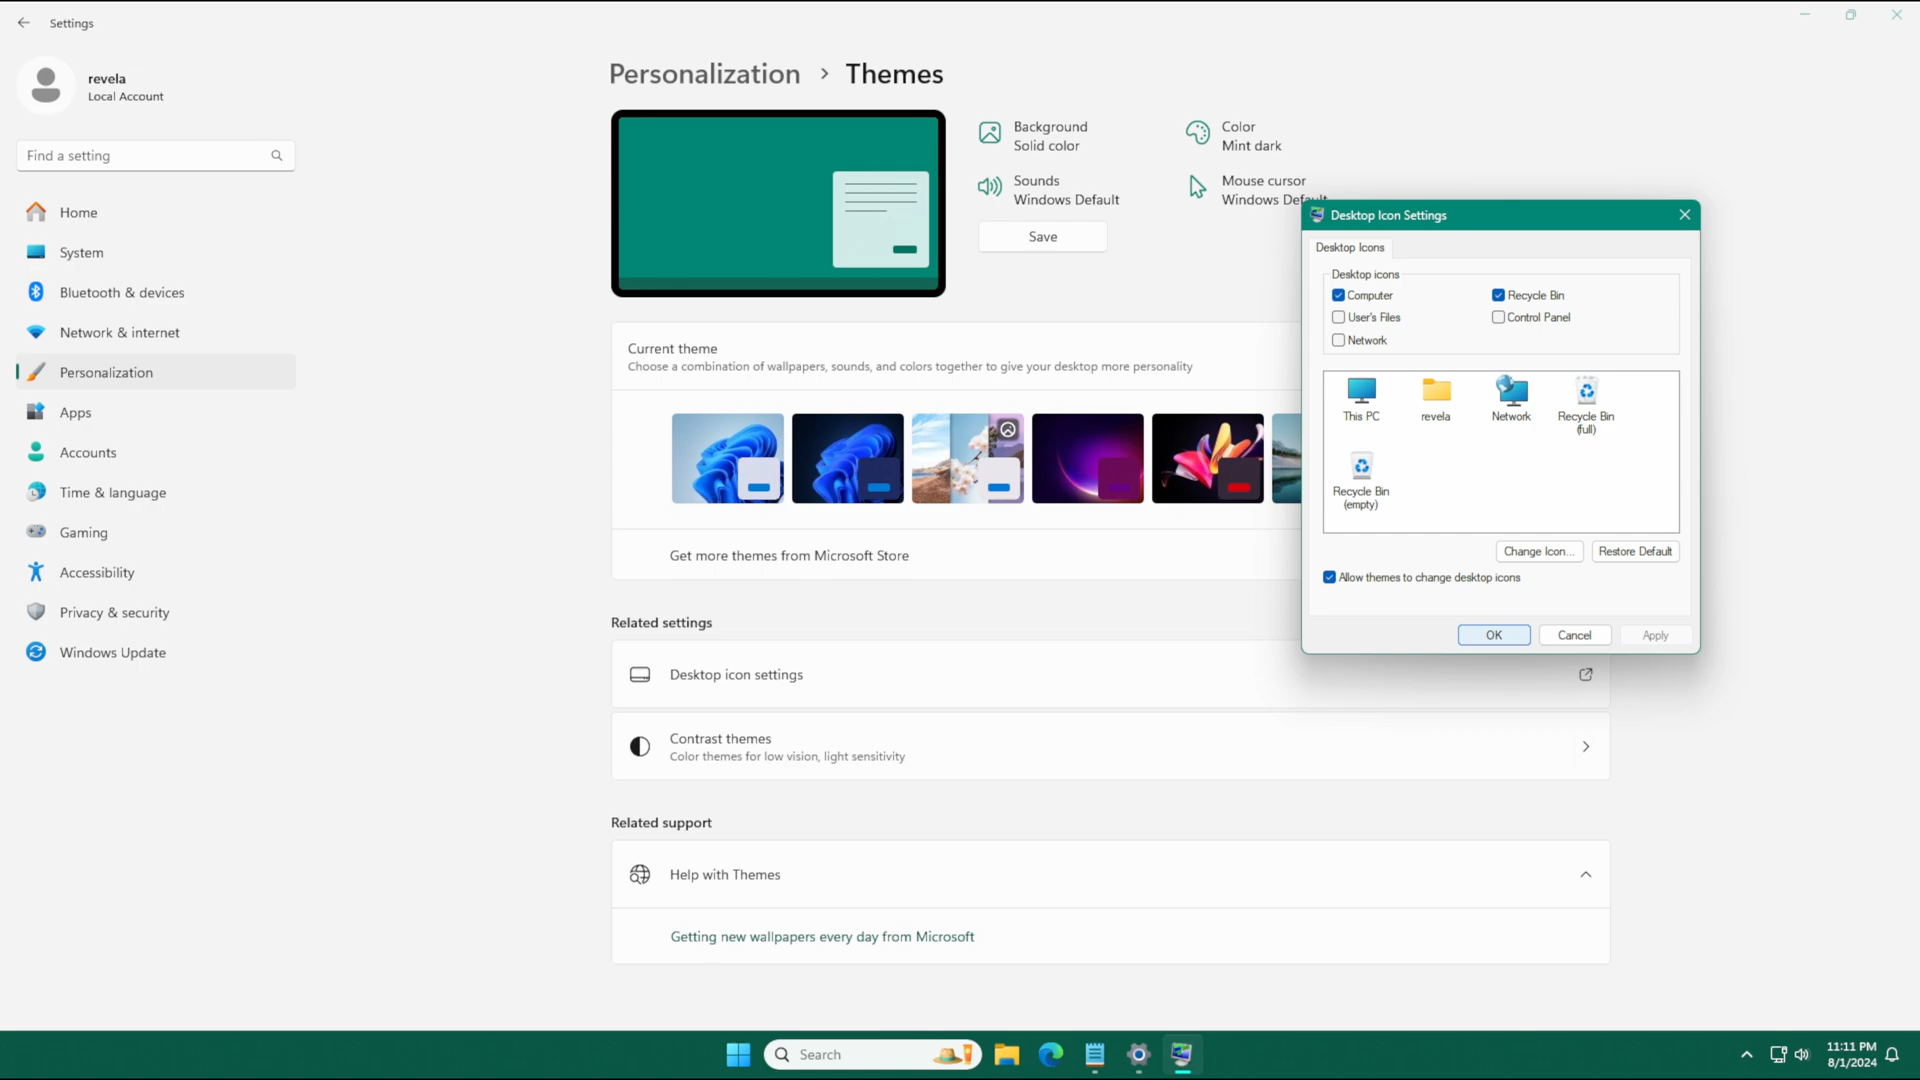 Settings
revela
Local Account
Find a setting
Home
System
Bluetooth & devices
Network & internet
Personalization
Apps
Accounts
Time & language
Gaming
Accessibility
Privacy & security
Windows Update
Personalization > Themes
Background
Solid color
Color
Mint dark
Sounds
Windows Default
Mouse cursor
Windows Default
Save
Current theme
Choose a combination of wallpapers, sounds, and colors together to give your desktop more personality
Get more themes from Microsoft Store
Related settings
Desktop icon settings
Contrast themes
Color themes for low vision, light sensitivity
Related support
Help with Themes
Getting new wallpapers every day from Microsoft
Desktop Icon Settings
Desktop Icons
Desktop icons
Computer
Recycle Bin
User's Files
Control Panel
Network
This PC
revela
Network
Recycle Bin
(full)
Recycle Bin
(empty)
Change Icon...
Restore Default
Allow themes to change desktop icons
OK
Cancel
Apply
Search
11:11 PM
8/1/2024